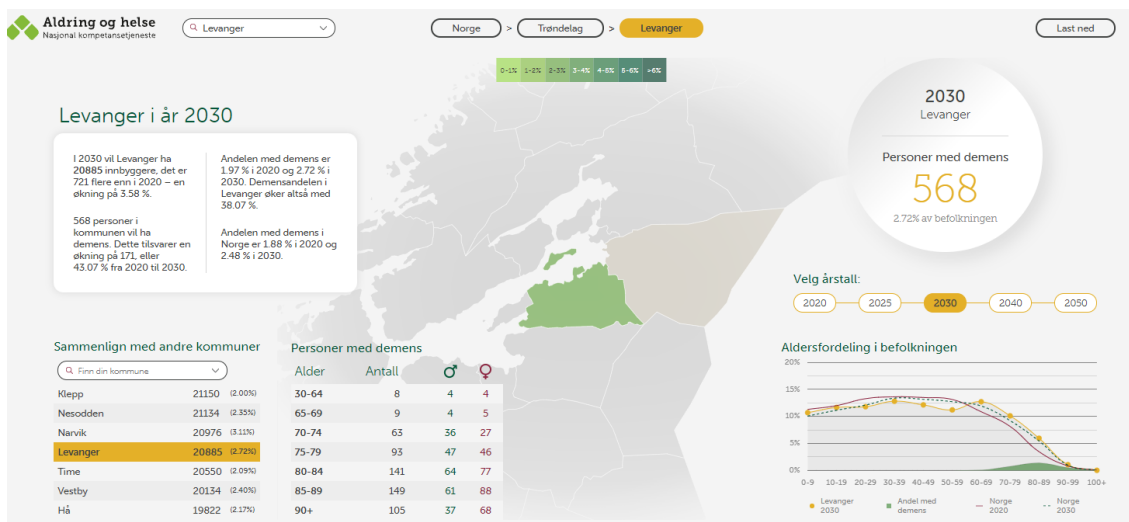 Aldring og helse
Nasjonal kompetansetjeneste
Levanger
Norge > Trøndelag > Levanger
Last ned
0-1% 1-2% 2-3% 3-4% 4-5% 5-6% >6%
Levanger i år 2030
I 2030 vil Levanger ha
20885 innbyggere, det er
721 flere enn i 2020 – en
økning på 3.58 %.
568 personer i
kommunen vil ha
demens. Dette tilsvarer en
økning på 171, eller
43.07 % fra 2020 til 2030.
Andelen med demens er
1.97 % i 2020 og 2.72 % i
2030. Demensandelen i
Levanger øker altså med
38.07 %.
Andelen med demens i
Norge er 1.88 % i 2020 og
2.48 % i 2030.
2030
Levanger
Personer med demens
568
2.72% av befolkningen
Velg årstall:
2020 2025 2030 2040 2050
Sammenlign med andre kommuner
Finn din kommune
Klepp 21150 (2.00%)
Nesodden 21134 (2.35%)
Narvik 20976 (3.11%)
Levanger 20885 (2.72%)
Time 20550 (2.09%)
Vestby 20134 (2.40%)
Hå 19822 (2.17%)
Personer med demens
Alder Antall ♂ ♀
30-64 8 4 4
65-69 9 4 5
70-74 63 36 27
75-79 93 47 46
80-84 141 64 77
85-89 149 61 88
90+ 105 37 68
Aldersfordeling i befolkningen
20%
15%
10%
5%
0%
0-9 10-19 20-29 30-39 40-49 50-59 60-69 70-79 80-89 90-99 100+
Levanger 2030
Andel med demens
Norge 2020
Norge 2030